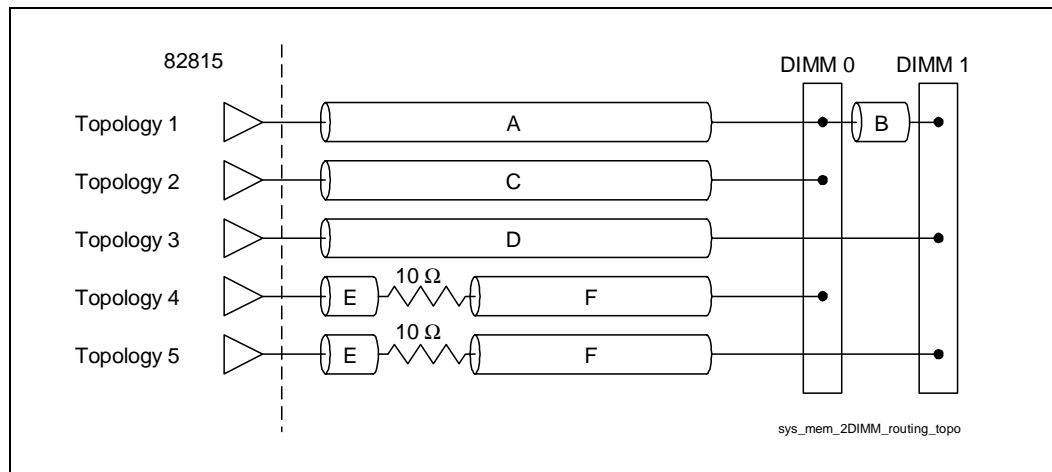 82815
DIMM 0
DIMM 1
Topology 1
A
B
Topology 2
C
Topology 3
D
Topology 4
E
10 Ω
F
Topology 5
E
10 Ω
F
sys_mem_2DIMM_routing_topo